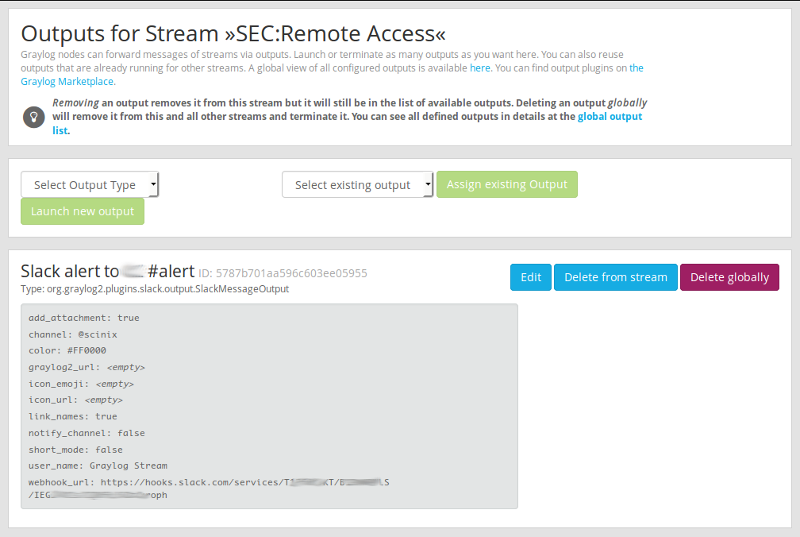 Outputs for Stream »SEC:Remote Access«
Graylog nodes can forward messages of streams via outputs. Launch or terminate as many outputs as you want here. You can also reuse
outputs that are already running for other streams. A global view of all configured outputs is available here. You can find output plugins on the
Graylog Marketplace.
Removing an output removes it from this stream but it will still be in the list of available outputs. Deleting an output globally
will remove it from this and all other streams and terminate it. You can see all defined outputs in details at the global output
list.
Select Output Type
Select existing output
Assign existing Output
Launch new output
Slack alert to #alert ID: 5787b701aa596c603ee05955
Edit
Delete from stream
Delete globally
Type: org.graylog2.plugins.slack.output.SlackMessageOutput
add_attachment: true
channel: @scinix
color: #FF0000
graylog2_url: <empty>
icon_emoji: <empty>
icon_url: <empty>
link_names: true
notify_channel: false
short_mode: false
user_name: Graylog Stream
webhook_url: https://hooks.slack.com/services/